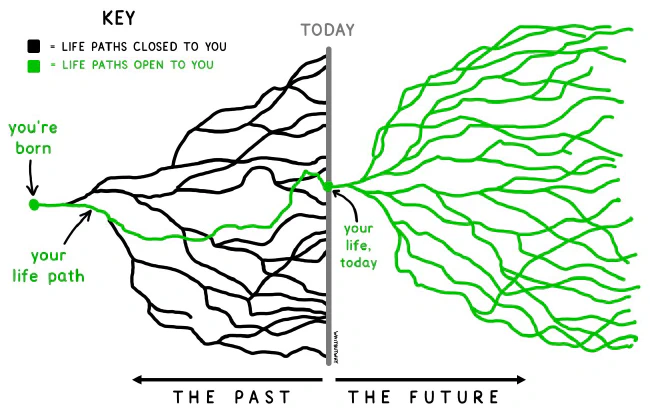 KEY
= LIFE PATHS CLOSED TO YOU
= LIFE PATHS OPEN TO YOU
TODAY
you're
born
your
life path
your
life,
today
WAITBUTWHY
THE PAST
THE FUTURE